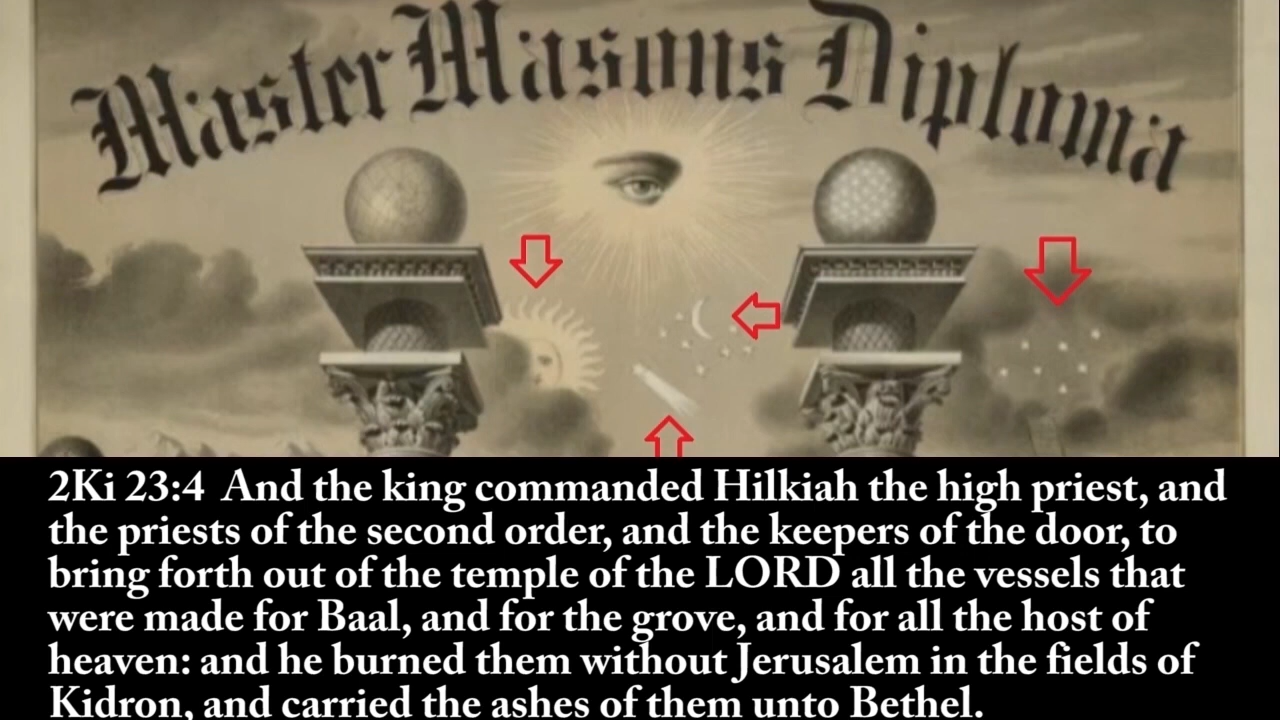 Master Masons Diploma
2Ki 23:4  And the king commanded Hilkiah the high priest, and
the priests of the second order, and the keepers of the door, to
bring forth out of the temple of the LORD all the vessels that
were made for Baal, and for the grove, and for all the host of
heaven: and he burned them without Jerusalem in the fields of
Kidron, and carried the ashes of them unto Bethel.